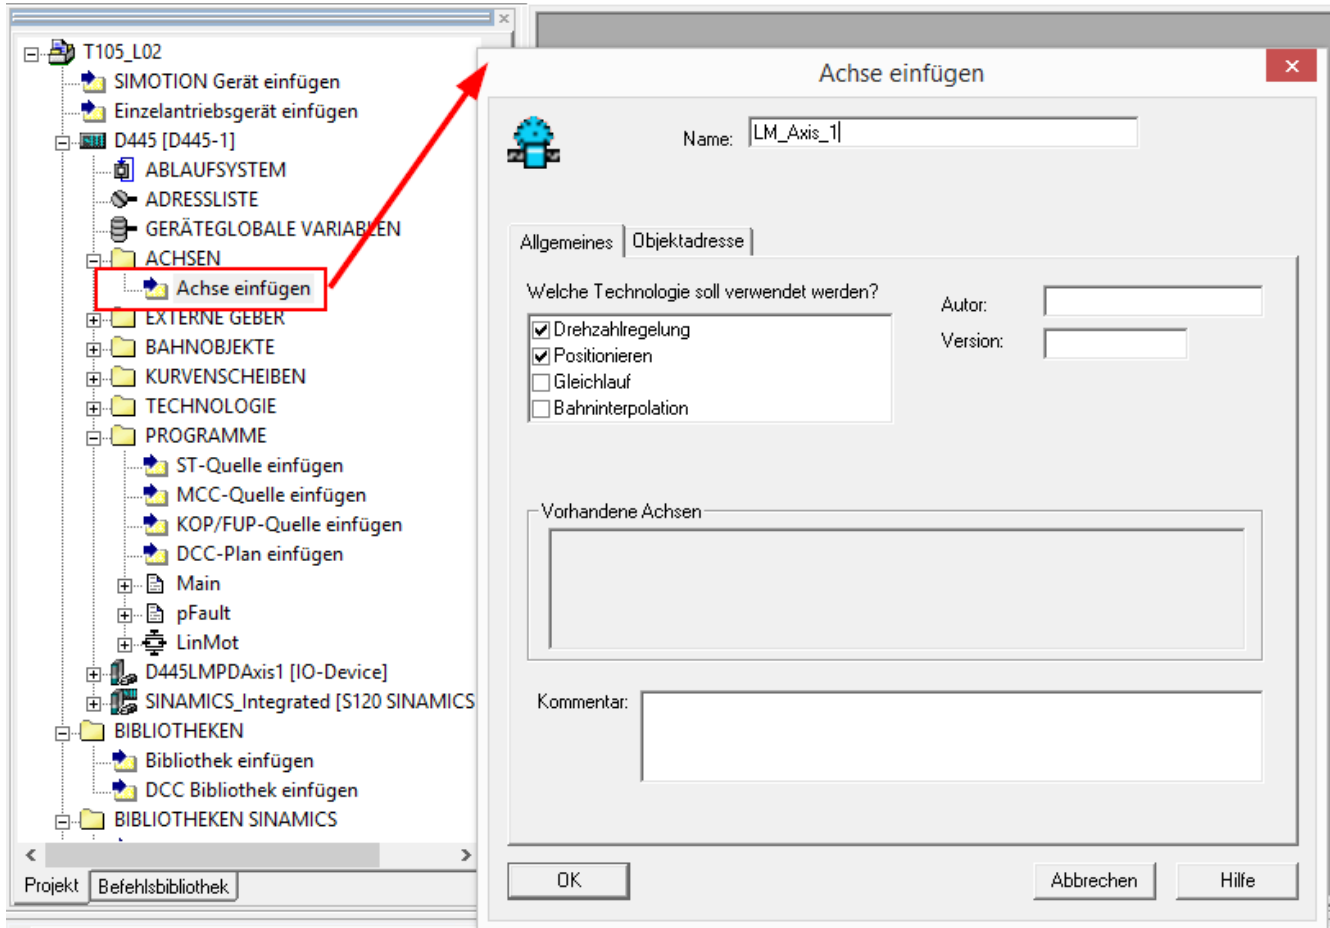 T105_L02
SIMOTION Gerät einfügen
Einzelantriebsgerät einfügen
D445 [D445-1]
ABLAUFSYSTEM
ADRESSLISTE
GERÄTEGLOBALE VARIABLEN
ACHSEN
Achse einfügen
EXTERNE GEBER
BAHNOBJEKTE
KURVENSCHEIBEN
TECHNOLOGIE
PROGRAMME
ST-Quelle einfügen
MCC-Quelle einfügen
KOP/FUP-Quelle einfügen
DCC-Plan einfügen
Main
pFault
LinMot
D445LMPDAxis1 [IO-Device]
SINAMICS_Integrated [S120 SINAMICS
BIBLIOTHEKEN
Bibliothek einfügen
DCC Bibliothek einfügen
BIBLIOTHEKEN SINAMICS
Projekt
Befehlsbibliothek
Achse einfügen
Name: LM_Axis_1
Allgemeines
Objektadresse
Welche Technologie soll verwendet werden?
Drehzahlregelung
Positionieren
Gleichlauf
Bahninterpolation
Autor:
Version:
Vorhandene Achsen
Kommentar:
OK
Abbrechen
Hilfe